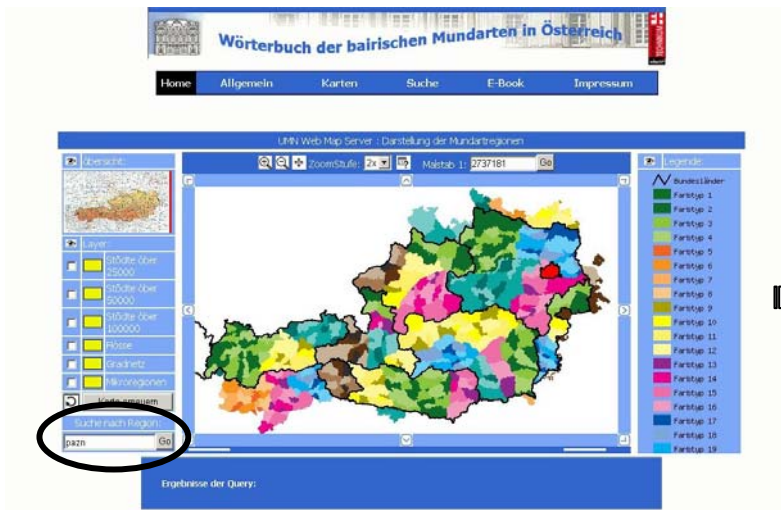 Wörterbuch der bairischen Mundarten in Österreich
Home Allgemein Karten Suche E-Book Impressum
UMN Web Map Server : Darstellung der Mundartregionen
Übersicht:
ZoomStufe: 2x Maßstab 1: 2737181 Go
Legende:
Layer:
Städte über
25000
Städte über
50000
Städte über
100000
Flüsse
Gradnetz
Mikroregionen
Karte erneuern
Suche nach Region:
pazn Go
Bundesländer
Farbtyp 1
Farbtyp 2
Farbtyp 3
Farbtyp 4
Farbtyp 5
Farbtyp 6
Farbtyp 7
Farbtyp 8
Farbtyp 9
Farbtyp 10
Farbtyp 11
Farbtyp 12
Farbtyp 13
Farbtyp 14
Farbtyp 15
Farbtyp 16
Farbtyp 17
Farbtyp 18
Farbtyp 19
Ergebnisse der Query: